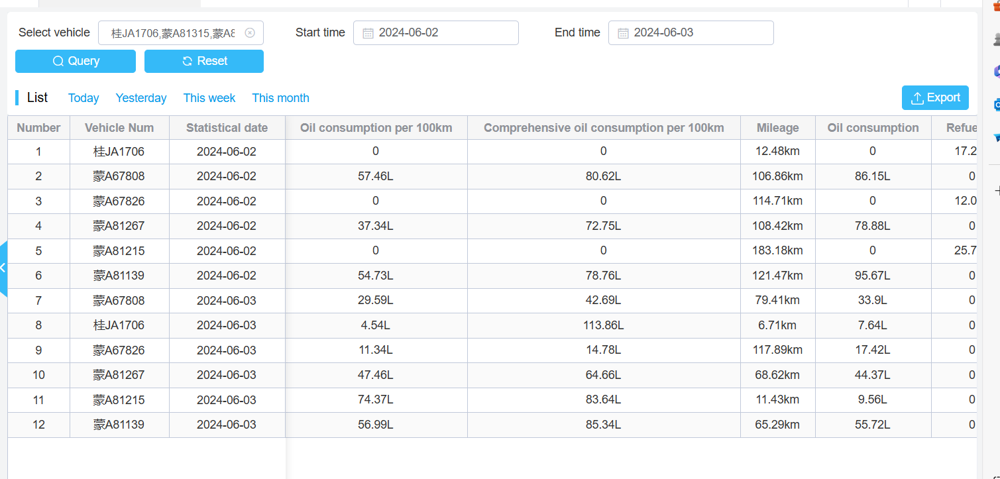 Select vehicle 桂JA1706,蒙A81315,蒙A8 Start time 2024-06-02 End time 2024-06-03
Query Reset
List Today Yesterday This week This month Export
Number Vehicle Num Statistical date Oil consumption per 100km Comprehensive oil consumption per 100km Mileage Oil consumption Refue
1 桂JA1706 2024-06-02 0 0 12.48km 0 17.2
2 蒙A67808 2024-06-02 57.46L 80.62L 106.86km 86.15L 0
3 蒙A67826 2024-06-02 0 0 114.71km 0 12.0
4 蒙A81267 2024-06-02 37.34L 72.75L 108.42km 78.88L 0
5 蒙A81215 2024-06-02 0 0 183.18km 0 25.7
6 蒙A81139 2024-06-02 54.73L 78.76L 121.47km 95.67L 0
7 蒙A67808 2024-06-03 29.59L 42.69L 79.41km 33.9L 0
8 桂JA1706 2024-06-03 4.54L 113.86L 6.71km 7.64L 0
9 蒙A67826 2024-06-03 11.34L 14.78L 117.89km 17.42L 0
10 蒙A81267 2024-06-03 47.46L 64.66L 68.62km 44.37L 0
11 蒙A81215 2024-06-03 74.37L 83.64L 11.43km 9.56L 0
12 蒙A81139 2024-06-03 56.99L 85.34L 65.29km 55.72L 0